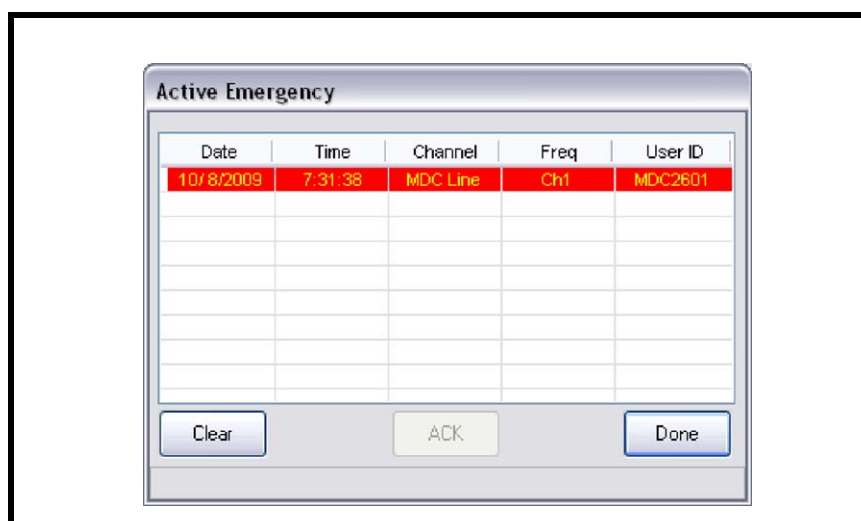 Active Emergency
Date Time Channel Freq User ID
10/ 8/2009 7:31:38 MDC Line Ch1 MDC2601
Clear ACK Done